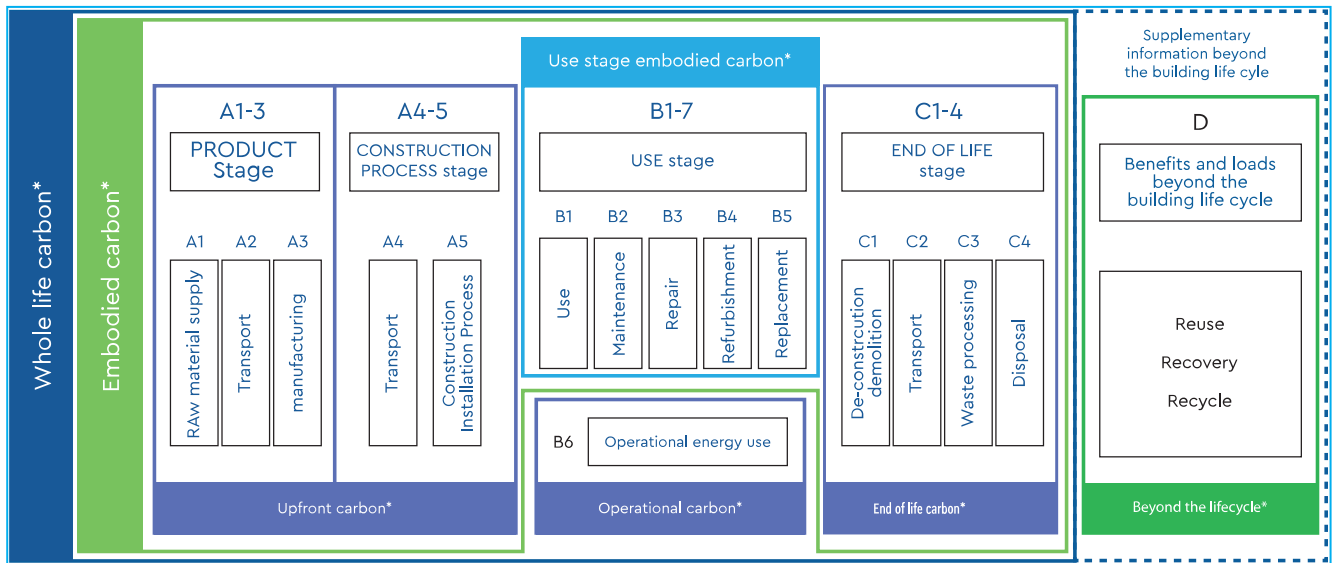 Whole life carbon*
Embodied carbon*
Use stage embodied carbon*
Supplementary
information beyond
the building life cyle
A1-3
PRODUCT
Stage
A4-5
CONSTRUCTION
PROCESS stage
B1-7
USE stage
C1-4
END OF LIFE
stage
D
Benefits and loads
beyond the
building life cycle
A1
A2
A3
RAw material supply
Transport
manufacturing
A4
A5
Transport
Construction
Installation Process
B1
B2
B3
B4
B5
Use
Maintenance
Repair
Refurbishment
Replacement
C1
C2
C3
C4
De-constrcution
demolition
Transport
Waste processing
Disposal
Reuse
Recovery
Recycle
B6
Operational energy use
Upfront carbon*
Operational carbon*
End of life carbon*
Beyond the lifecycle*